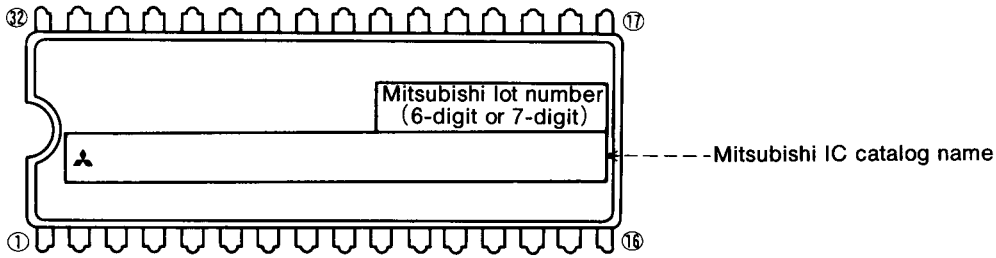 ㉜ ⑰
Mitsubishi lot number
(6-digit or 7-digit)
Mitsubishi IC catalog name
① ⑯